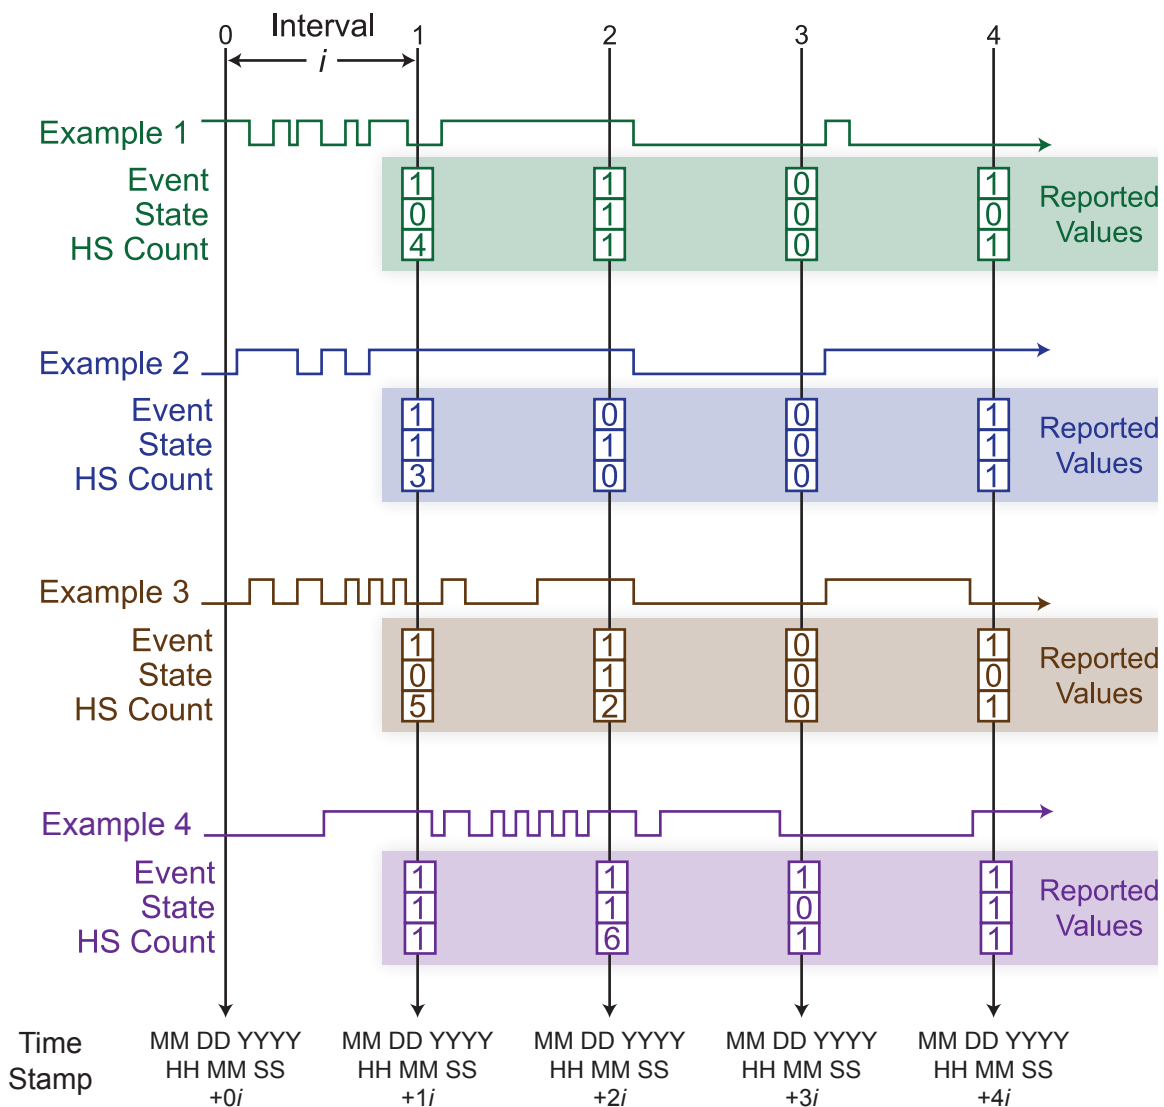 Interval
0 1 2 3 4
i
Example 1
Event 1 1 0 1
State 0 1 0 0
HS Count 4 1 0 1
Reported
Values
Example 2
Event 1 0 0 1
State 1 1 0 1
HS Count 3 0 0 1
Reported
Values
Example 3
Event 1 1 0 1
State 0 1 0 0
HS Count 5 2 0 1
Reported
Values
Example 4
Event 1 1 1 1
State 1 1 0 1
HS Count 1 6 1 1
Reported
Values
Time
Stamp
MM DD YYYY MM DD YYYY MM DD YYYY MM DD YYYY MM DD YYYY
HH MM SS HH MM SS HH MM SS HH MM SS HH MM SS
+0i +1i +2i +3i +4i